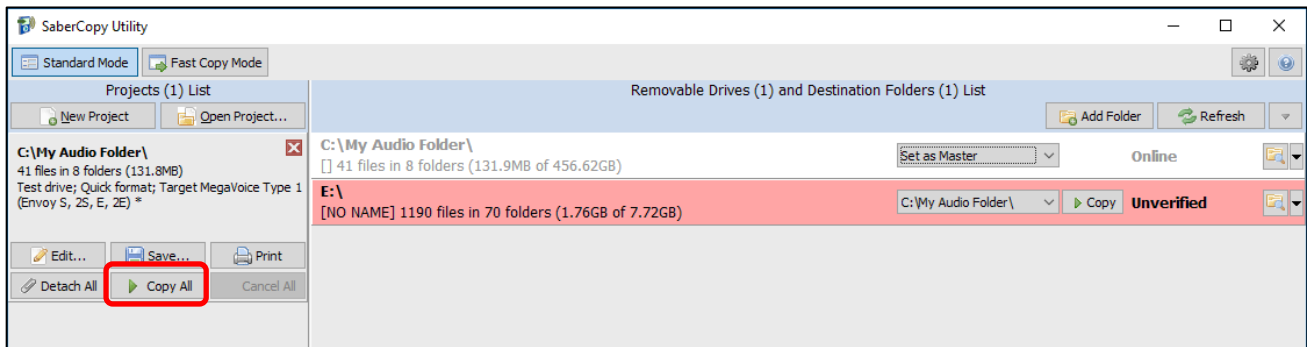 SaberCopy Utility
Standard Mode Fast Copy Mode
Projects (1) List
New Project Open Project...
C:\My Audio Folder\
41 files in 8 folders (131.8MB)
Test drive; Quick format; Target MegaVoice Type 1
(Envoy S, 2S, E, 2E) *
Edit... Save... Print
Detach All Copy All Cancel All
Removable Drives (1) and Destination Folders (1) List
Add Folder Refresh
C:\My Audio Folder\
[] 41 files in 8 folders (131.9MB of 456.62GB)
Set as Master Online
E:\
[NO NAME] 1190 files in 70 folders (1.76GB of 7.72GB)
C:\My Audio Folder\ Copy Unverified